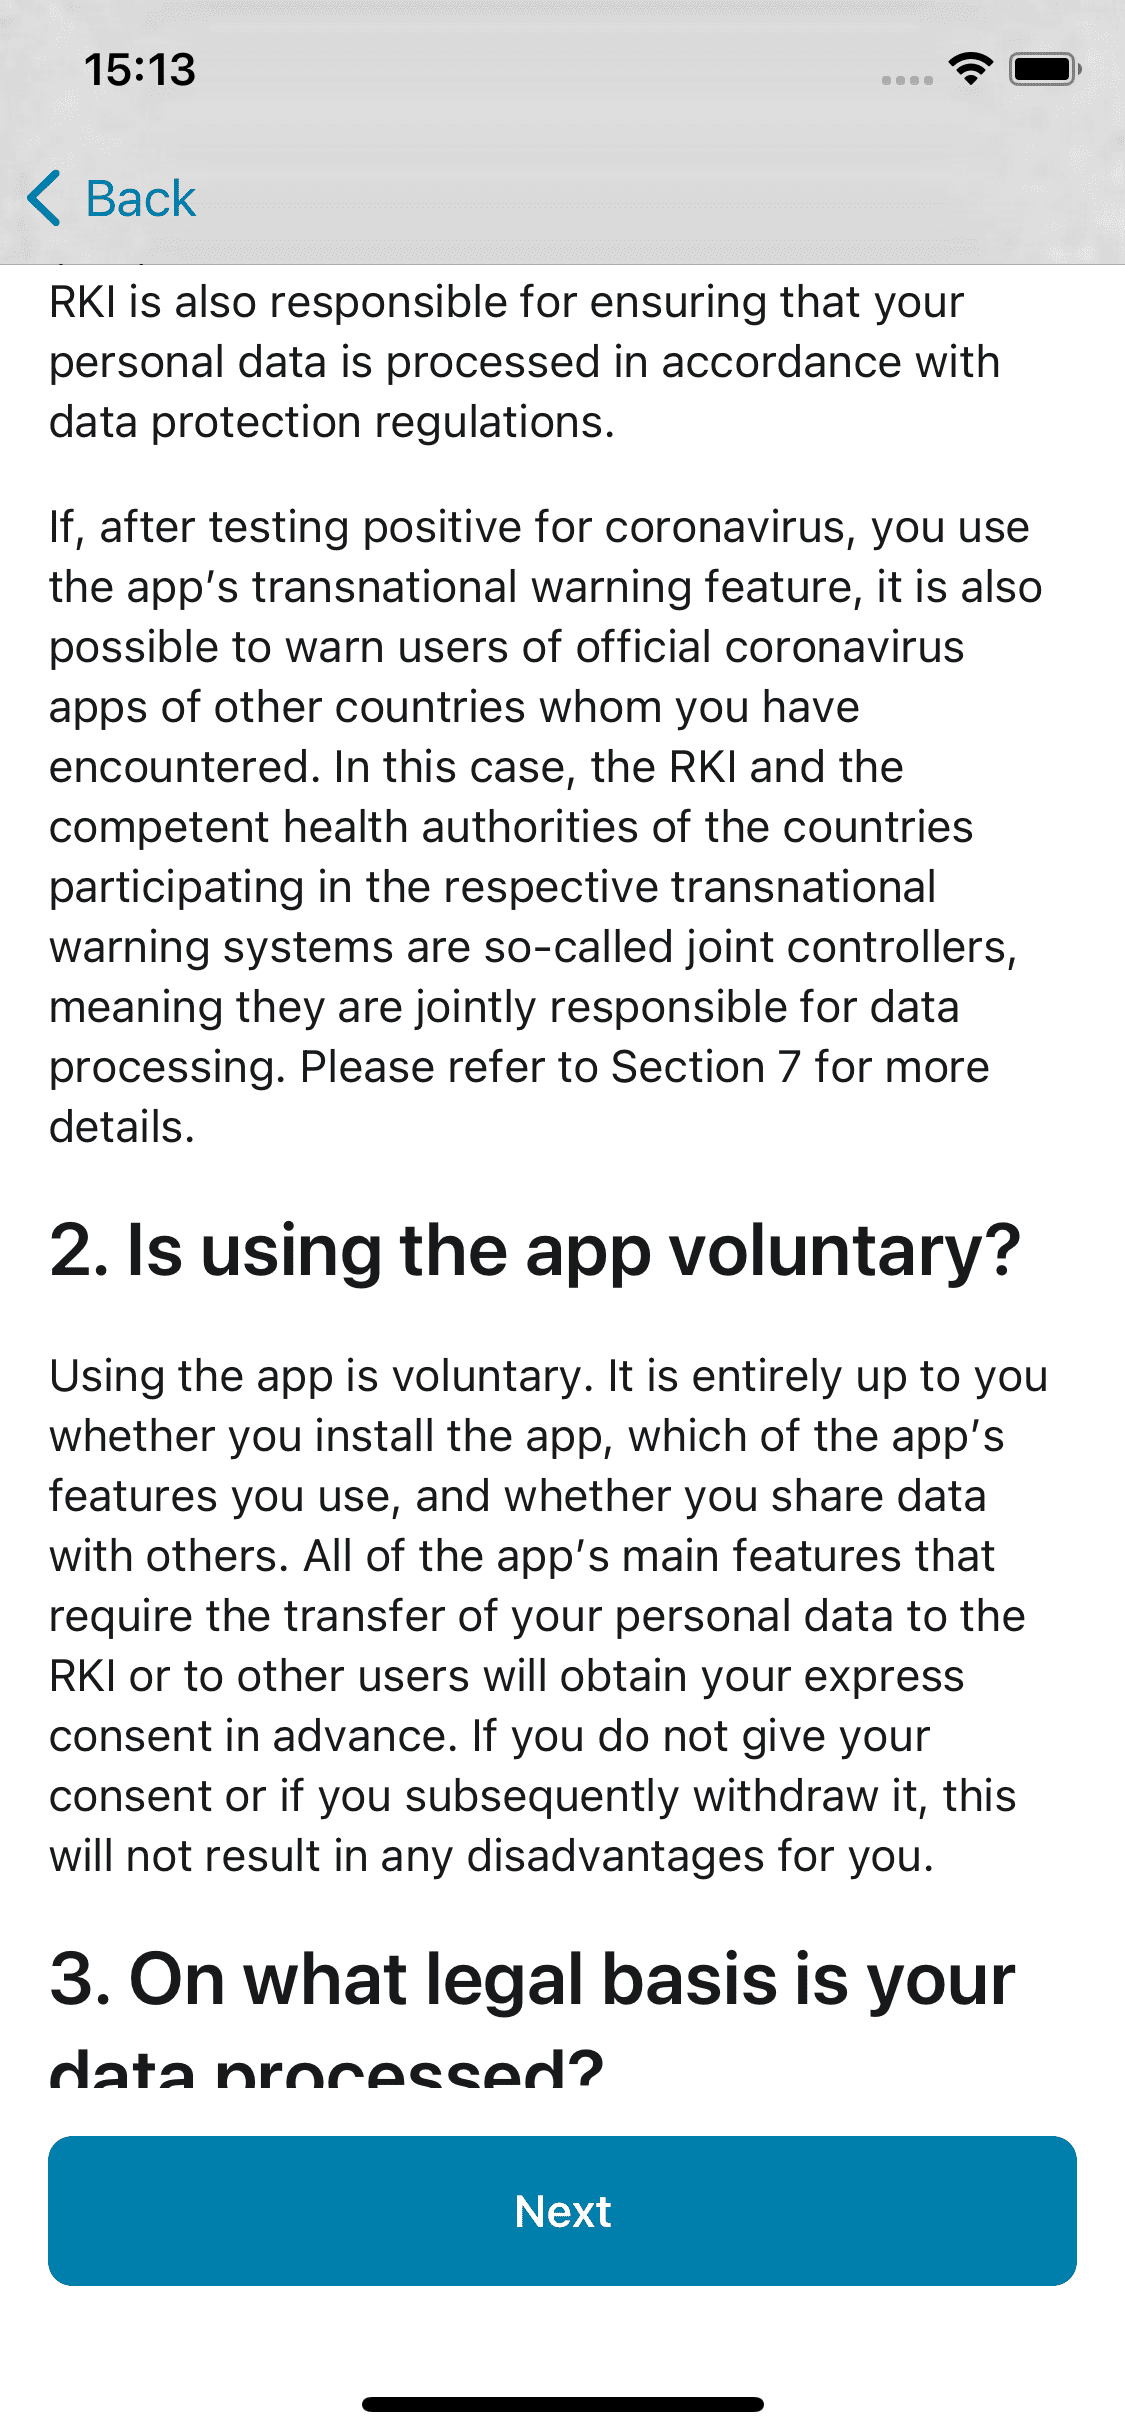 15:13
Back
RKI is also responsible for ensuring that your
personal data is processed in accordance with
data protection regulations.
If, after testing positive for coronavirus, you use
the app’s transnational warning feature, it is also
possible to warn users of official coronavirus
apps of other countries whom you have
encountered. In this case, the RKI and the
competent health authorities of the countries
participating in the respective transnational
warning systems are so-called joint controllers,
meaning they are jointly responsible for data
processing. Please refer to Section 7 for more
details.
2. Is using the app voluntary?
Using the app is voluntary. It is entirely up to you
whether you install the app, which of the app’s
features you use, and whether you share data
with others. All of the app’s main features that
require the transfer of your personal data to the
RKI or to other users will obtain your express
consent in advance. If you do not give your
consent or if you subsequently withdraw it, this
will not result in any disadvantages for you.
3. On what legal basis is your
data processed?
Next